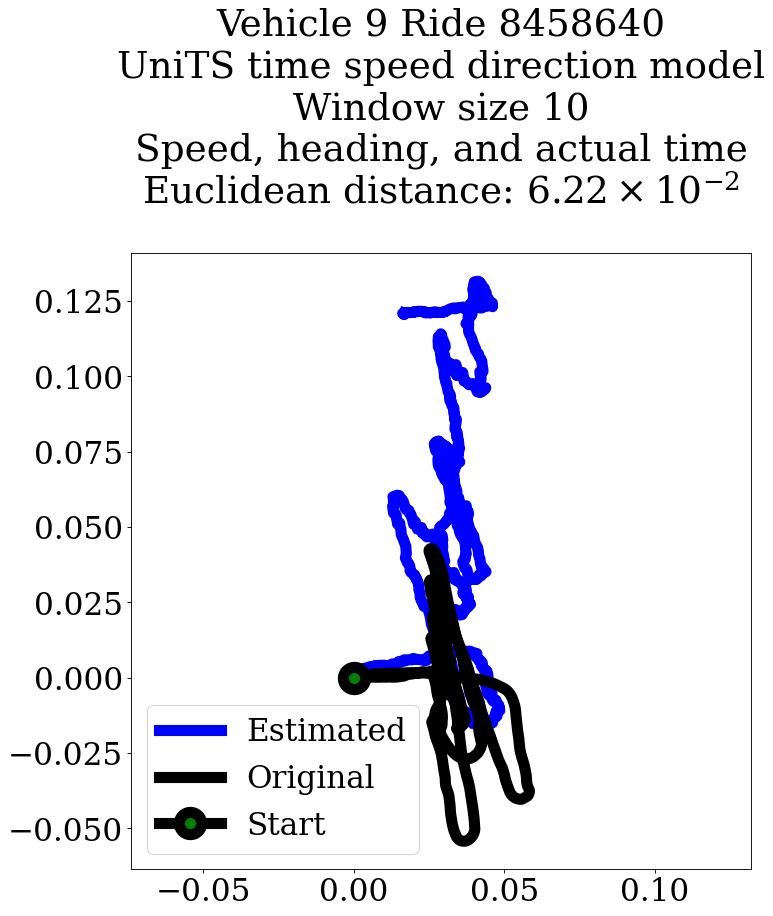 Vehicle 9 Ride 8458640
UniTS time speed direction model
Window size 10
Speed, heading, and actual time
Euclidean distance: 6.22 × 10⁻²
0.125
0.100
0.075
0.050
0.025
0.000
−0.025
−0.050
Estimated
Original
Start
−0.05 0.00 0.05 0.10